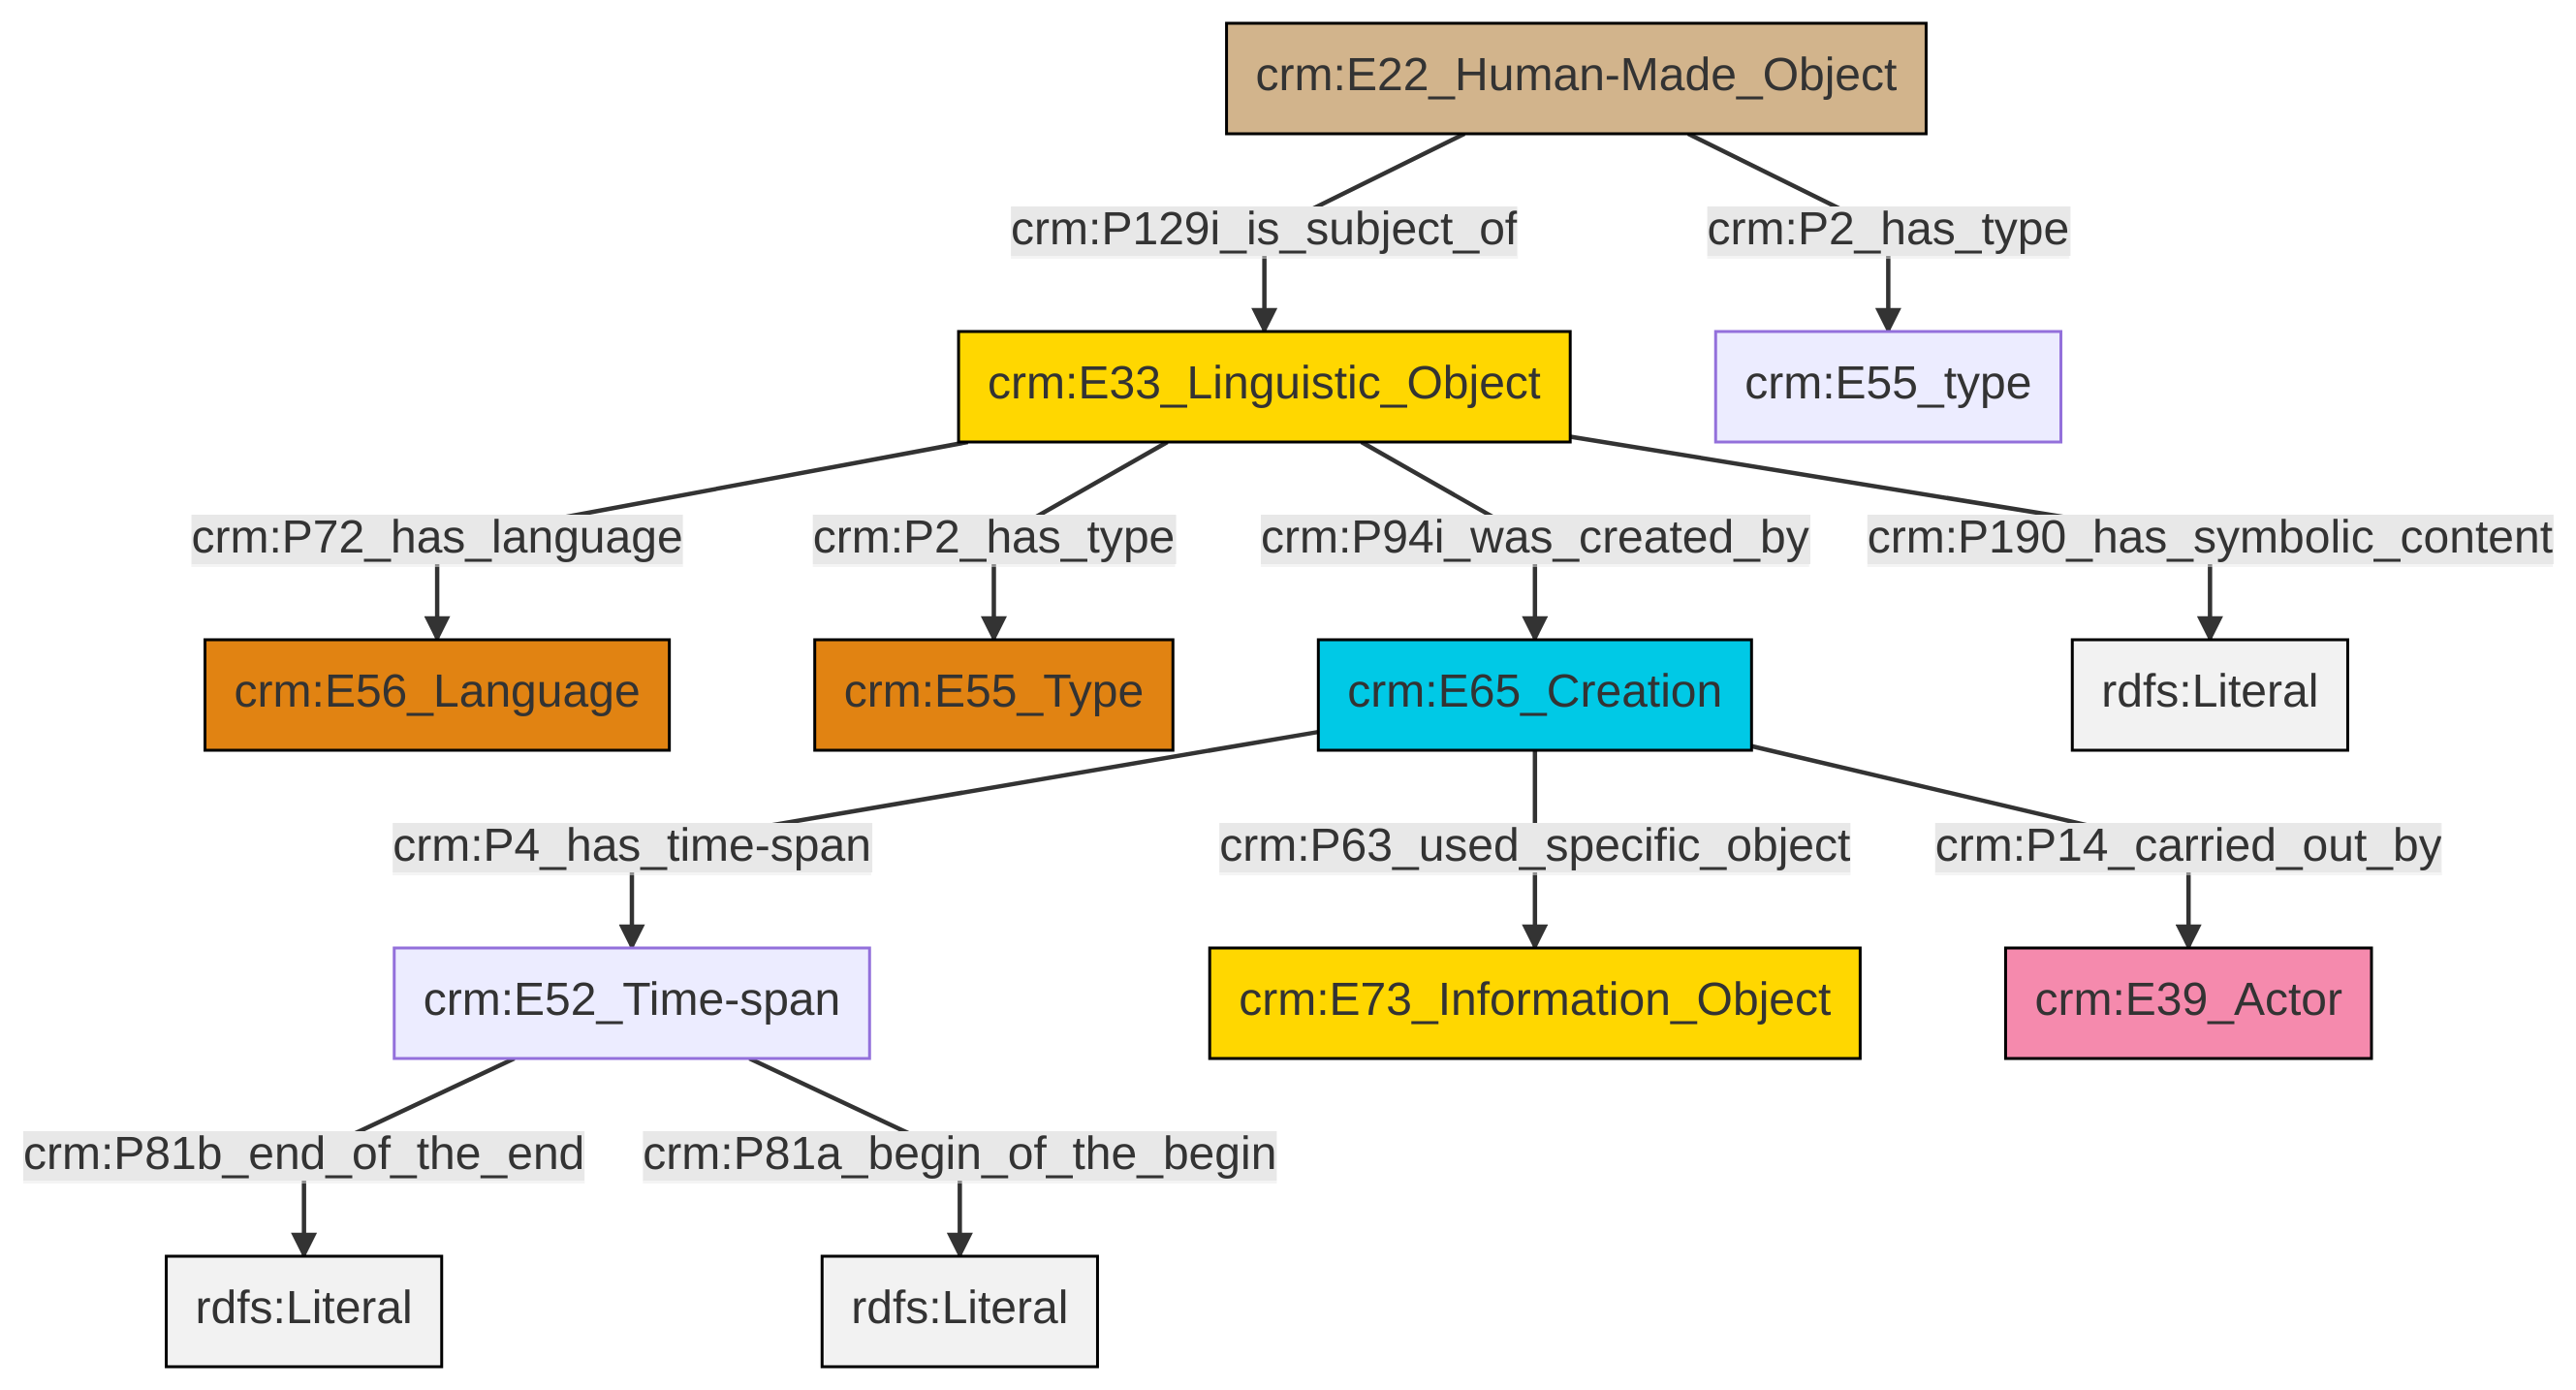 crm:E22_Human-Made_Object
crm:P129i_is_subject_of
crm:P2_has_type
crm:E33_Linguistic_Object
crm:E55_type
crm:P72_has_language
crm:P2_has_type
crm:P94i_was_created_by
crm:P190_has_symbolic_content
crm:E56_Language
crm:E55_Type
crm:E65_Creation
rdfs:Literal
crm:P4_has_time-span
crm:P63_used_specific_object
crm:P14_carried_out_by
crm:E52_Time-span
crm:E73_Information_Object
crm:E39_Actor
crm:P81b_end_of_the_end
crm:P81a_begin_of_the_begin
rdfs:Literal
rdfs:Literal